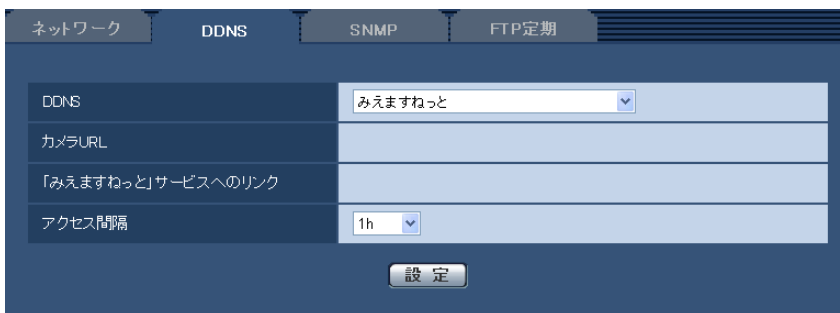 ネットワーク DDNS SNMP FTP定期
DDNS みえますねっと
カメラURL
「みえますねっと」サービスへのリンク
アクセス間隔 1h
設 定